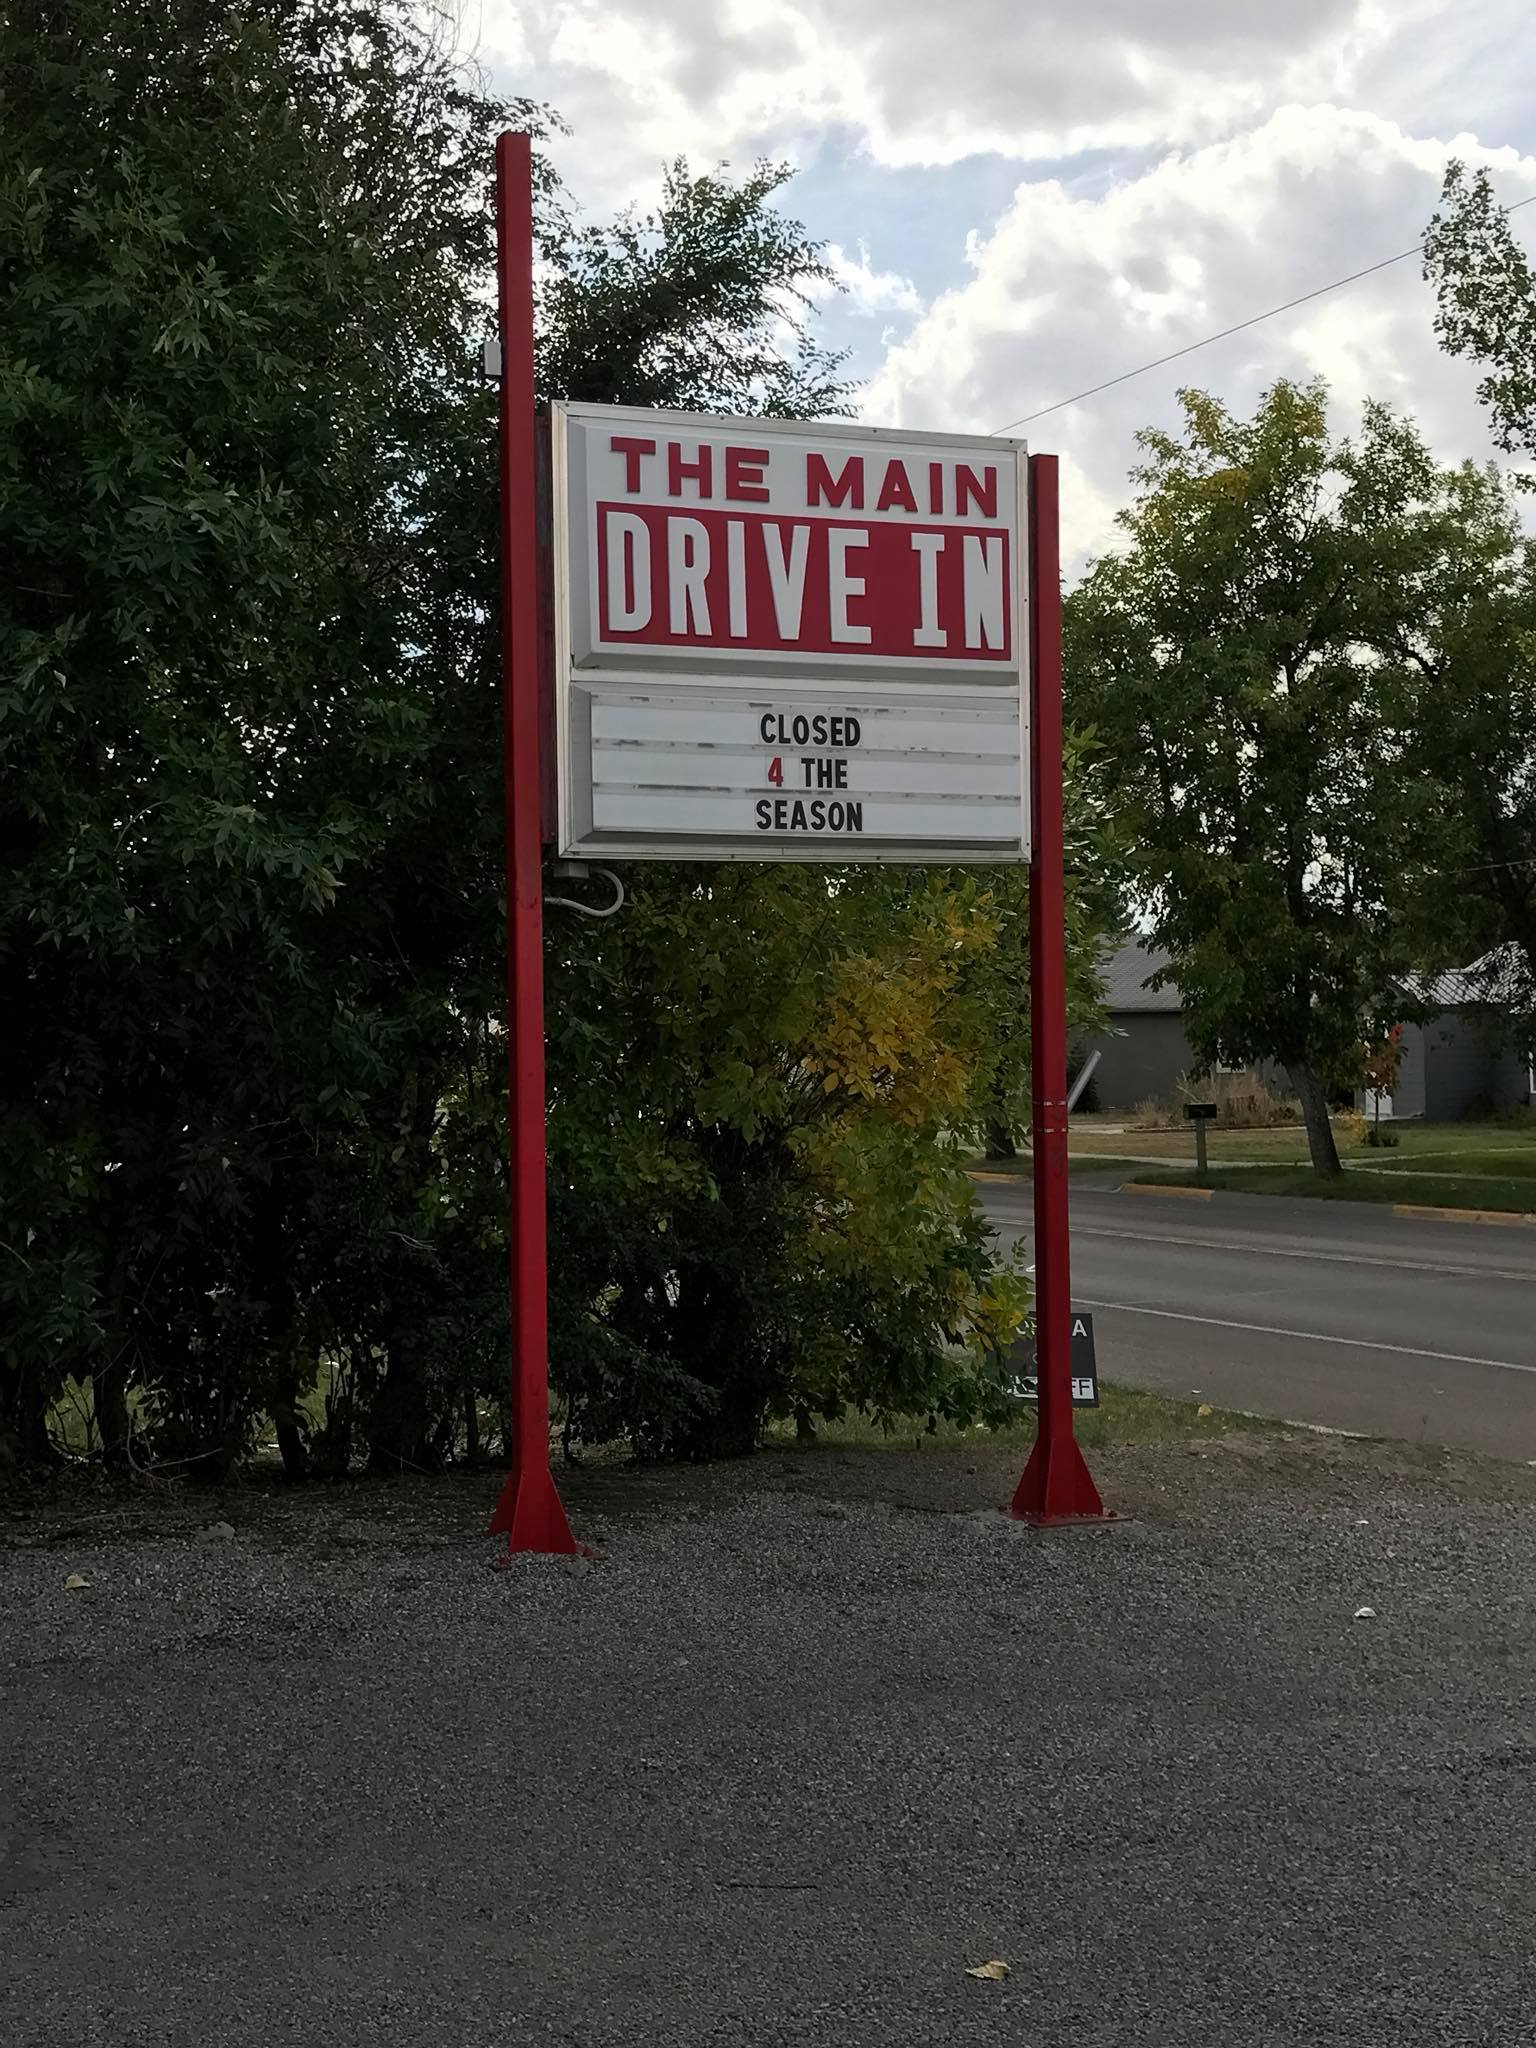 THE MAIN
DRIVE IN
CLOSED
4 THE
SEASON